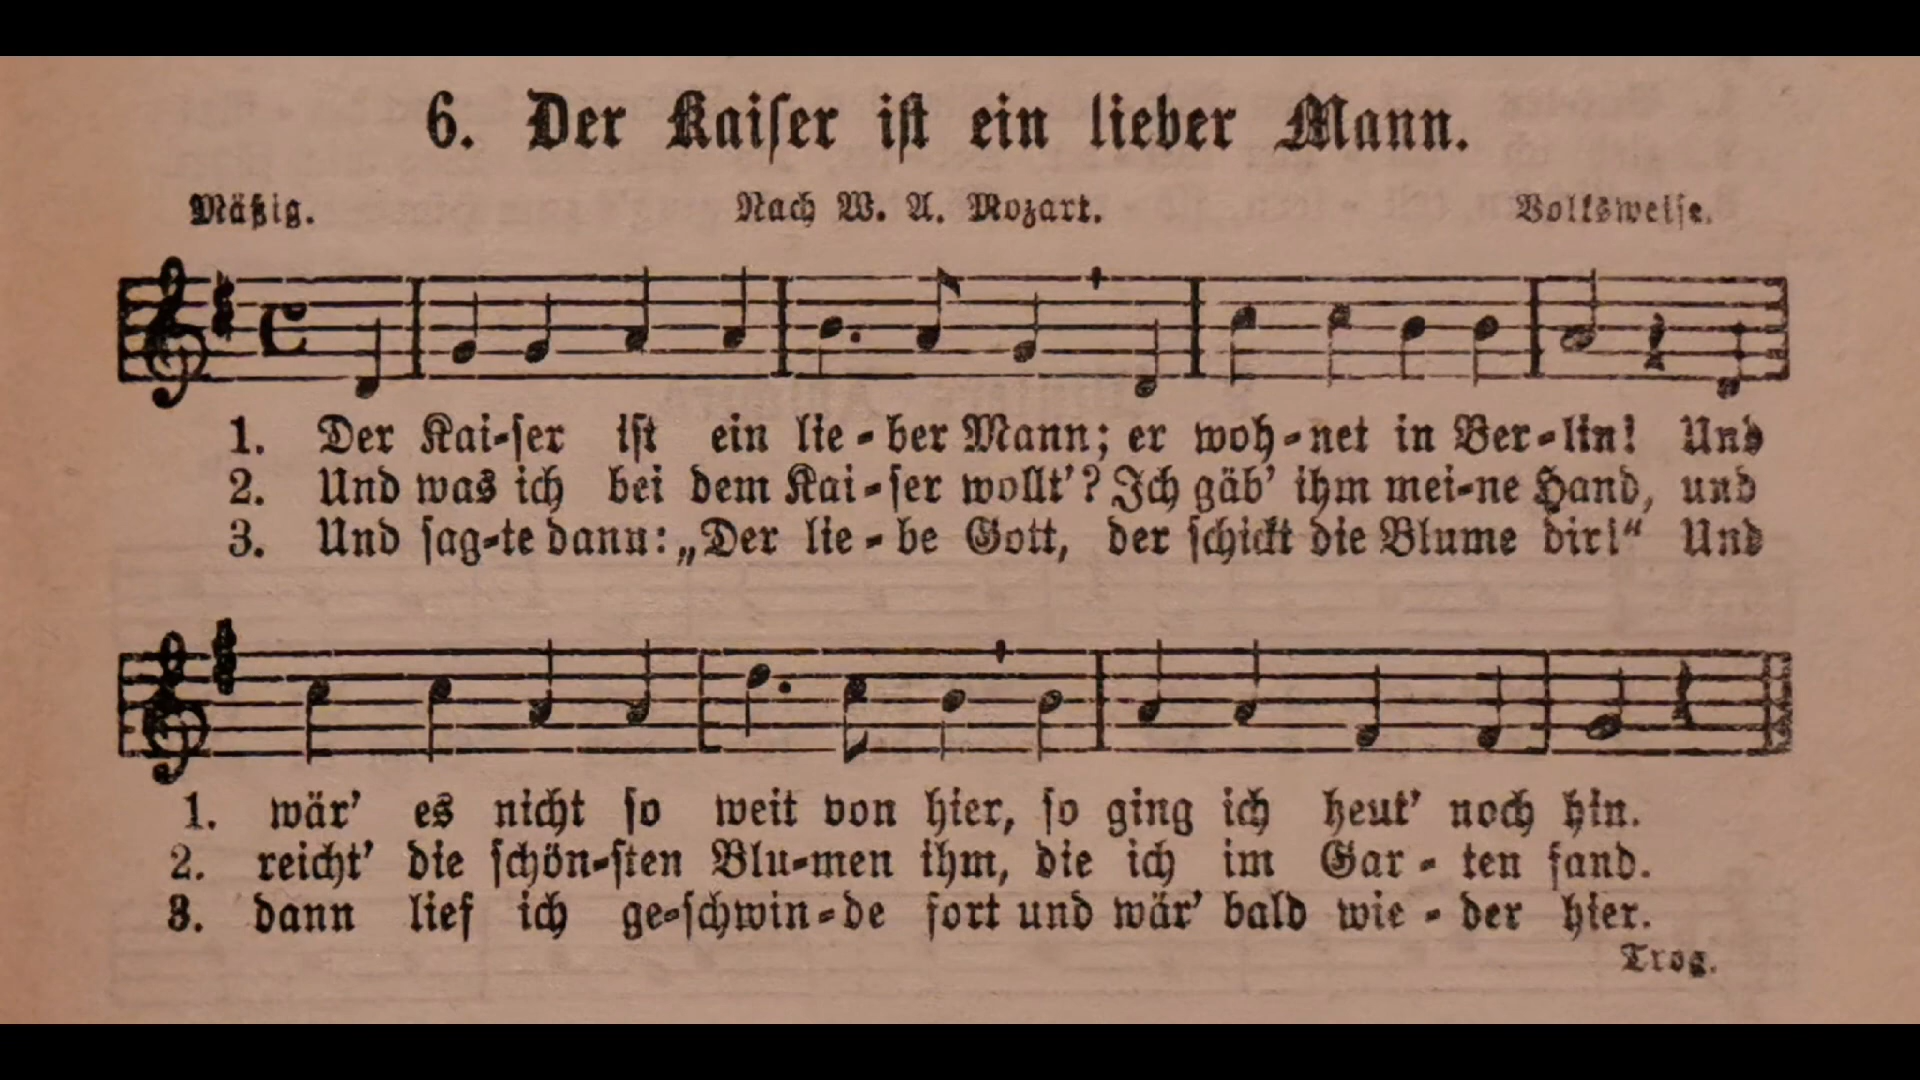 6. Der Kaiſer iſt ein lieber Mann.
Mäßig. Nach W. A. Mozart. Volksweiſe.
1. Der Kai-ſer iſt ein lie-ber Mann; er woh-net in Ber-lin! Und
2. Und was ich bei dem Kai-ſer wollt’? Ich gäb’ ihm mei-ne Hand, und
3. Und ſag-te dann: „Der lie-be Gott, der ſchickt die Blume dir!“ Und
1. wär’ es nicht ſo weit von hier, ſo ging ich heut’ noch hin.
2. reicht’ die ſchön-ſten Blu-men ihm, die ich im Gar-ten fand.
3. dann lief ich ge-ſchwin-de fort und wär’ bald wie-der hier.
Trog.